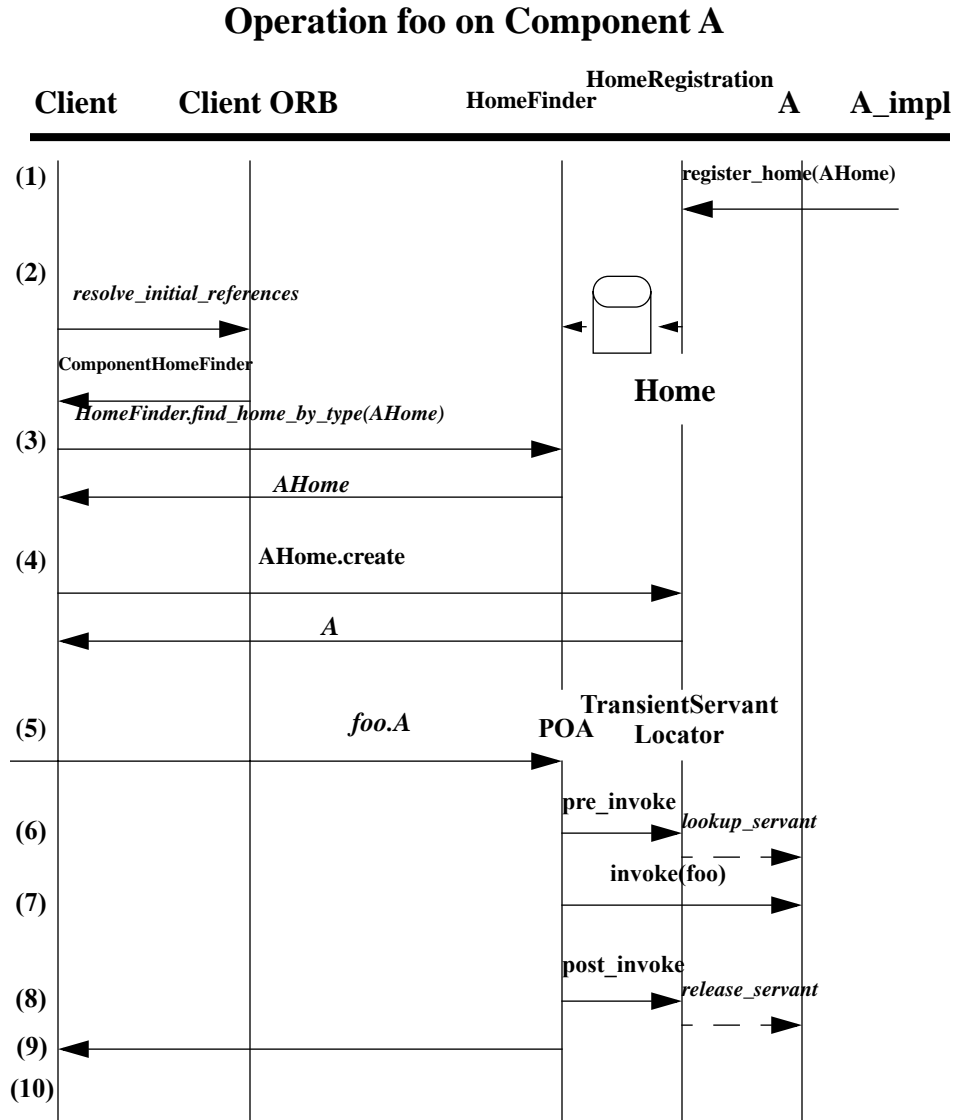 Operation foo on Component A
Client Client ORB HomeFinder HomeRegistration A A_impl
(1) register_home(AHome)
(2) resolve_initial_references
ComponentHomeFinder
Home
HomeFinder.find_home_by_type(AHome)
(3)
AHome
(4) AHome.create
A
(5) foo.A POA TransientServant
Locator
pre_invoke
(6) lookup_servant
invoke(foo)
(7)
post_invoke
(8) release_servant
(9)
(10)